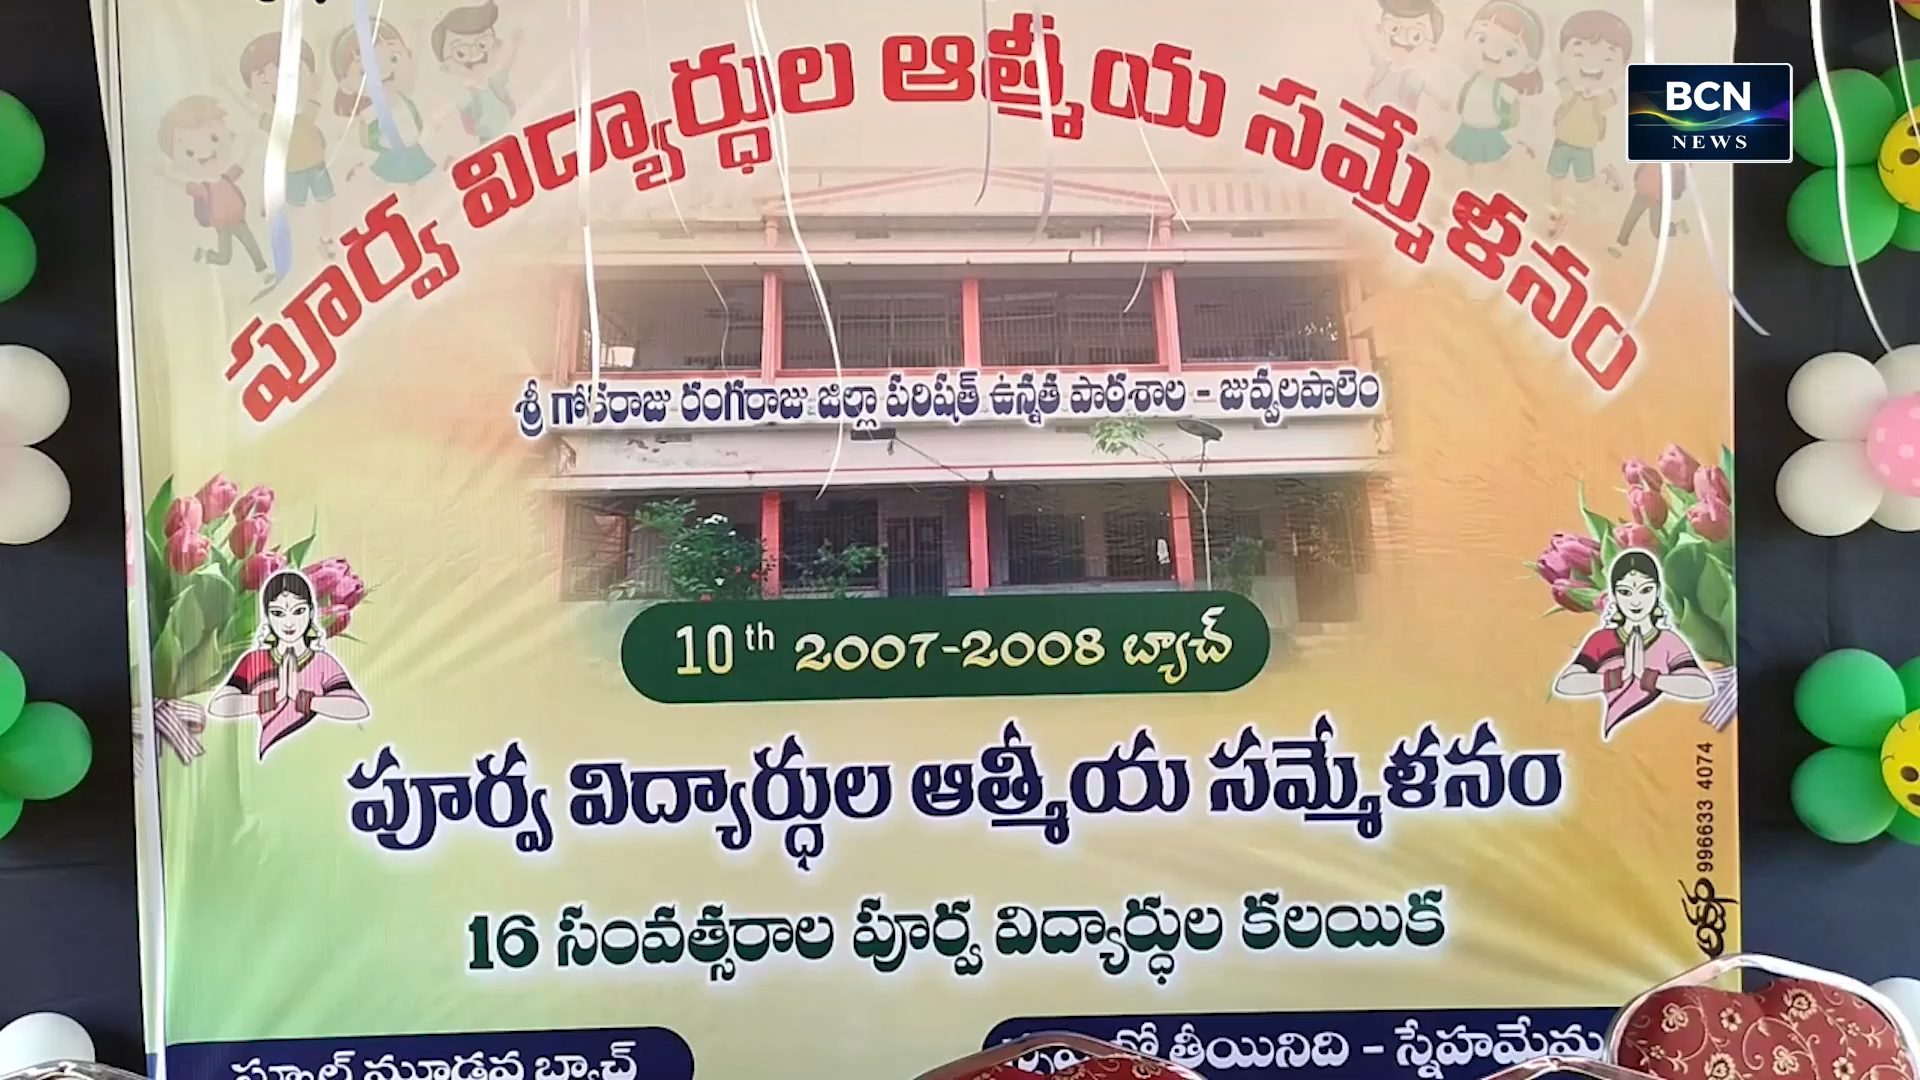 పూర్వ విద్యార్ధుల ఆత్మీయ సమ్మేళనం
BCN
NEWS
శ్రీ గోకరాజు రంగరాజు జిల్లా పరిషత్ ఉన్నత పాఠశాల - జువ్వలపాలెం
10th 2007-2008 బ్యాచ్
పూర్వ విద్యార్ధుల ఆత్మీయ సమ్మేళనం
16 సంవత్సరాల పూర్వ విద్యార్ధుల కలయిక
99663 4074
స్కూల్ మూడవ బ్యాచ్
తీయినిది - స్నేహమేమ